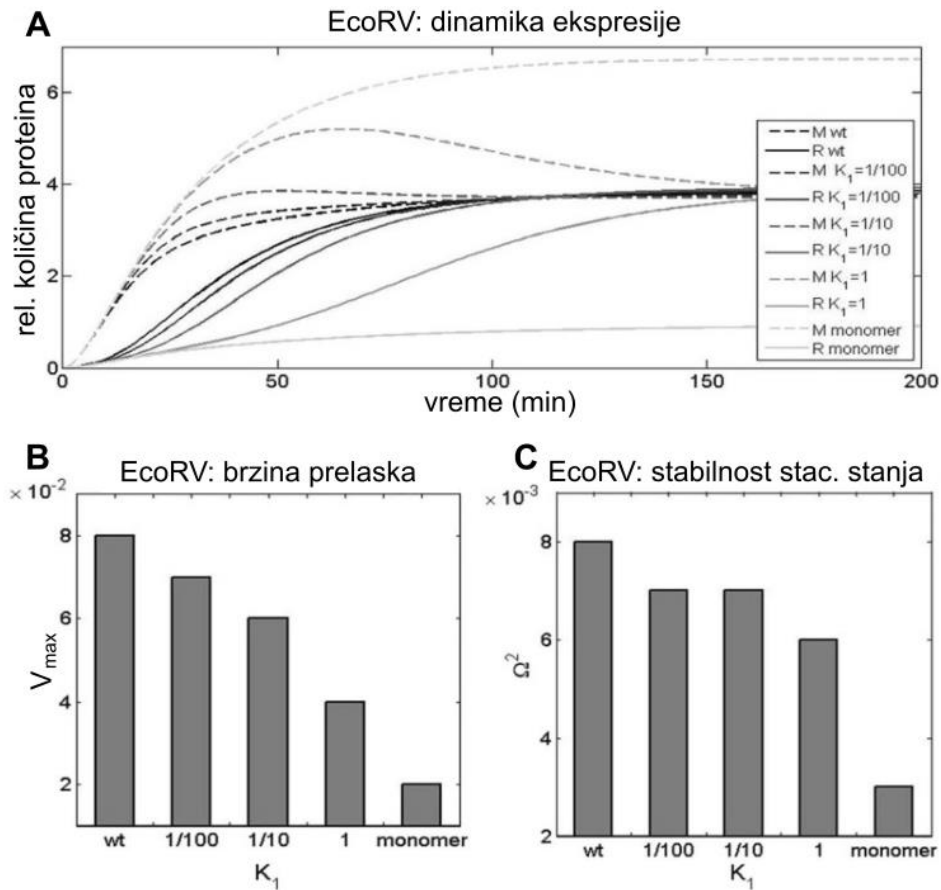 A
EcoRV: dinamika ekspresije
rel. količina proteina
6
4
2
0
0 50 100 150 200
vreme (min)
M wt
R wt
M K₁=1/100
R K₁=1/100
M K₁=1/10
R K₁=1/10
M K₁=1
R K₁=1
M monomer
R monomer
B
EcoRV: brzina prelaska
× 10⁻²
8
6
4
2
Vmax
wt 1/100 1/10 1 monomer
K₁
C
EcoRV: stabilnost stac. stanja
× 10⁻³
8
6
4
2
Ω²
wt 1/100 1/10 1 monomer
K₁